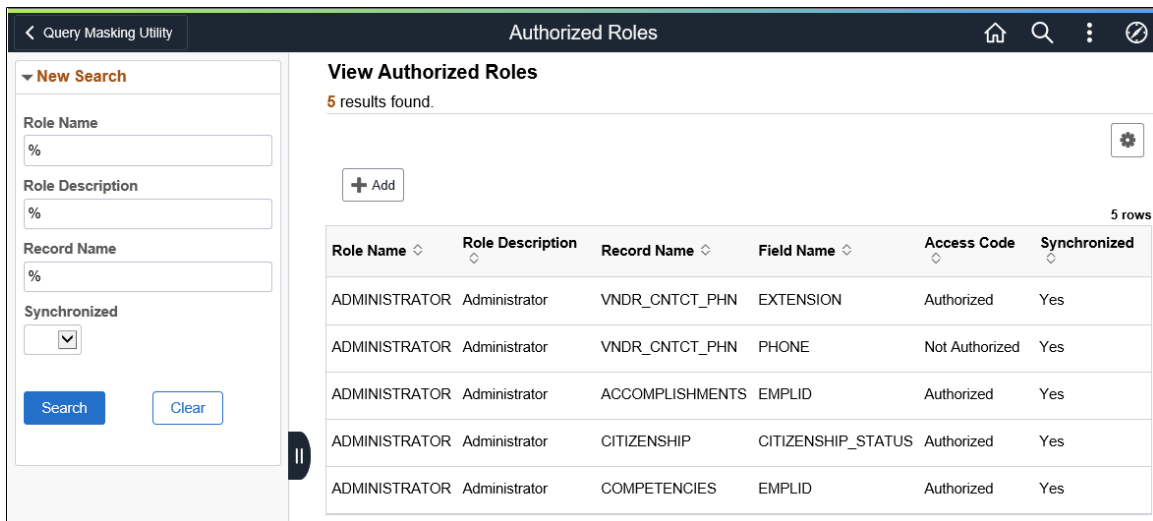 Query Masking Utility
Authorized Roles
New Search
Role Name
%
Role Description
%
Record Name
%
Synchronized
Search Clear
View Authorized Roles
5 results found.
Add
5 rows
Role Name Role Description Record Name Field Name Access Code Synchronized
ADMINISTRATOR Administrator VNDR_CNTCT_PHN EXTENSION Authorized Yes
ADMINISTRATOR Administrator VNDR_CNTCT_PHN PHONE Not Authorized Yes
ADMINISTRATOR Administrator ACCOMPLISHMENTS EMPLID Authorized Yes
ADMINISTRATOR Administrator CITIZENSHIP CITIZENSHIP_STATUS Authorized Yes
ADMINISTRATOR Administrator COMPETENCIES EMPLID Authorized Yes